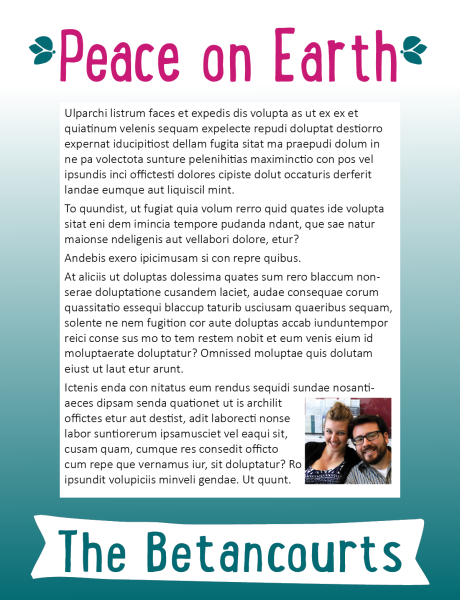 Peace on Earth
Ulparchi listrum faces et expedis dis volupta as ut ex ex et
quiatinum velenis sequam expelecte repudi doluptat destiorro
expernat iducipitiost dellam fugita sitat ma praepudi dolum in
ne pa volectota sunture pelenihitias maximinctio con pos vel
ipsundis inci offictesti dolores cipiste dolut occaturis derferit
landae eumque aut liquiscil mint.
To quundist, ut fugiat quia volum rerro quid quates ide volupta
sitat eni dem imincia tempore pudanda ndant, que sae natur
maionse ndeligenis aut vellabori dolore, etur?
Andebis exero ipicimusam si con repre quibus.
At aliciis ut doluptas dolessima quates sum rero blaccum non-
serae doluptatione cusandem laciet, audae consequae corum
quassitatio essequi blaccup taturib usciusam quaeribus sequam,
solente ne nem fugition cor aute doluptas accab iunduntempor
reici conse sus mo to tem restem nobit et eum venis eium id
moluptaerate doluptatur? Omnissed moluptae quis dolutam
eiust ut laut etur arunt.
Ictenis enda con nitatus eum rendus sequidi sundae nosanti-
aeces dipsam senda quationet ut is archilit
offictes etur aut destist, adit laborecti nonse
labor suntiorerum ipsamusciet vel eaqui sit,
cusam quam, cumque res consedit officto
cum repe que vernamus iur, sit doluptatur? Ro
ipsundit volupiciis minveli gendae. Ut quunt.
The Betancourts